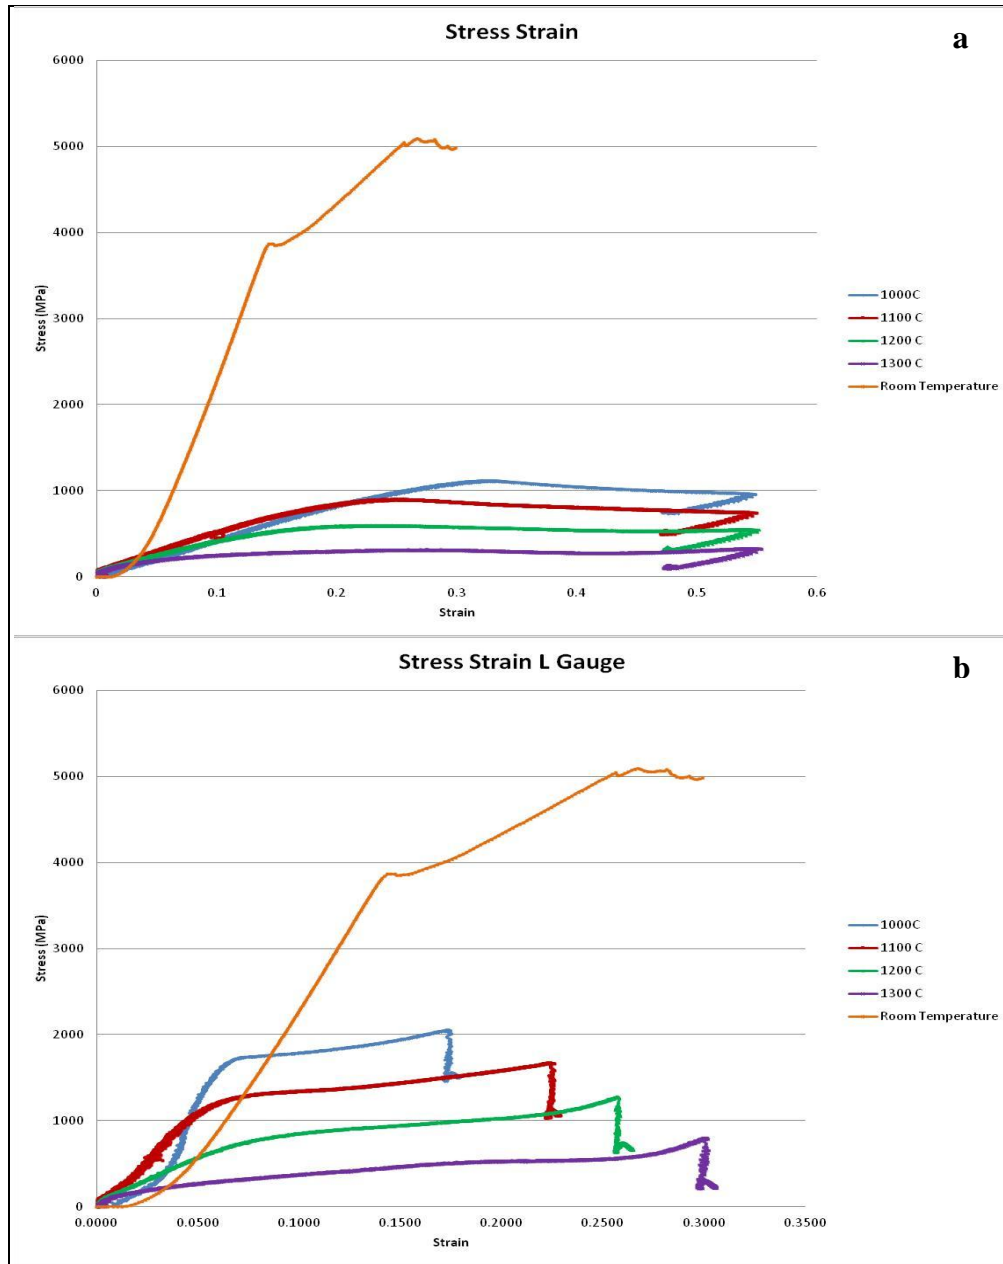 Stress Strain
a
6000
5000
4000
3000
2000
1000
0
Stress (MPa)
0 0.1 0.2 0.3 0.4 0.5 0.6
Strain
1000C
1100 C
1200 C
1300 C
Room Temperature
Stress Strain L Gauge
b
6000
5000
4000
3000
2000
1000
0
Stress (MPa)
0.0000 0.0500 0.1000 0.1500 0.2000 0.2500 0.3000 0.3500
Strain
1000C
1100 C
1200 C
1300 C
Room Temperature